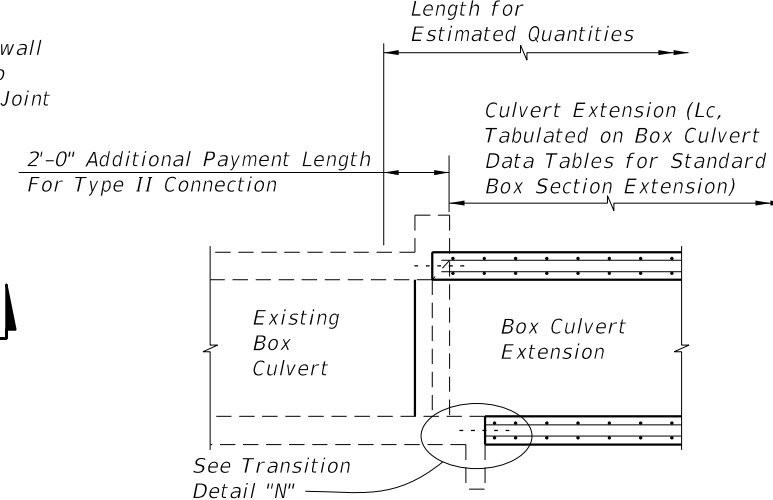 Length for
Estimated Quantities
wall
Joint
Culvert Extension (Lc,
Tabulated on Box Culvert
Data Tables for Standard
Box Section Extension)
2'-0" Additional Payment Length
For Type II Connection
Existing
Box
Culvert
Box Culvert
Extension
See Transition
Detail "N"